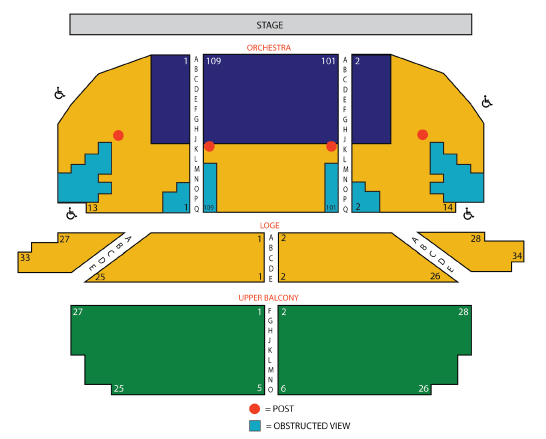 STAGE
ORCHESTRA
1 A 109 101 A 2
B B
C C
D D
E E
F F
G G
H H
J J
K K
L L
M M
N N
O O
P P
13 1 Q 109 101 Q 2 14
LOGE
27 A 1 A 2 A 28
B B B
C C C
D D D
33 E 25 1 E 2 26 E 34
UPPER BALCONY
27 1 F 2 28
G
H
J
K
L
M
N
25 5 O 6 26
= POST
= OBSTRUCTED VIEW